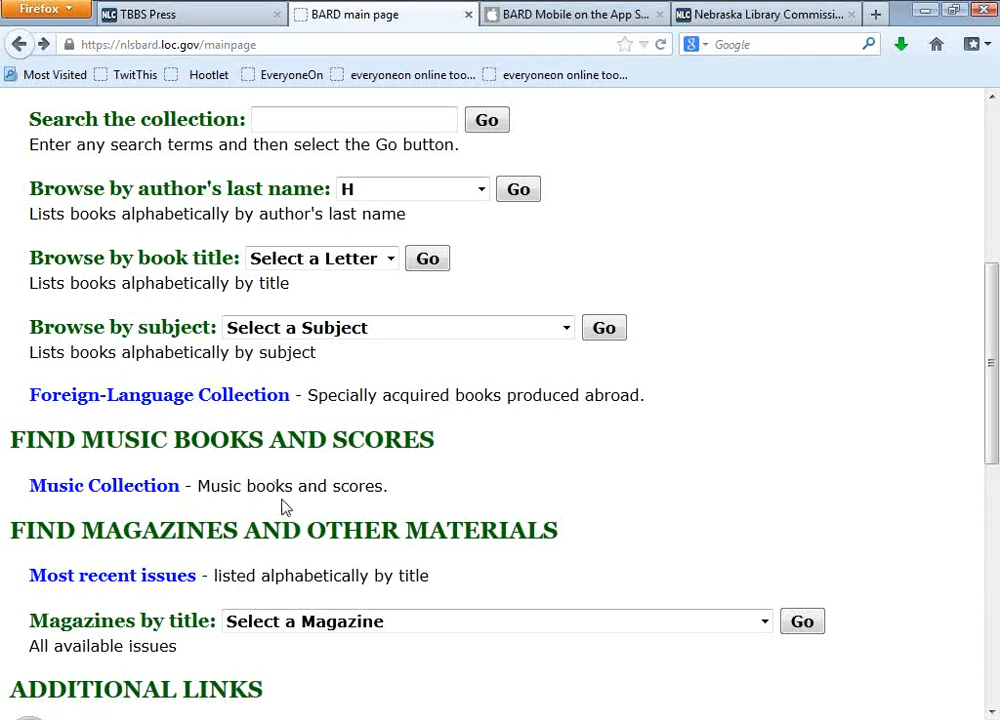 Firefox
NLC TBBS Press
BARD main page
BARD Mobile on the App S...
NLC Nebraska Library Commissi...
https://nlsbard.loc.gov/mainpage
Google
Most Visited TwitThis Hootlet EveryoneOn everyoneon online too... everyoneon online too...
Search the collection: Go
Enter any search terms and then select the Go button.
Browse by author's last name: H Go
Lists books alphabetically by author's last name
Browse by book title: Select a Letter Go
Lists books alphabetically by title
Browse by subject: Select a Subject Go
Lists books alphabetically by subject
Foreign-Language Collection - Specially acquired books produced abroad.
FIND MUSIC BOOKS AND SCORES
Music Collection - Music books and scores.
FIND MAGAZINES AND OTHER MATERIALS
Most recent issues - listed alphabetically by title
Magazines by title: Select a Magazine Go
All available issues
ADDITIONAL LINKS